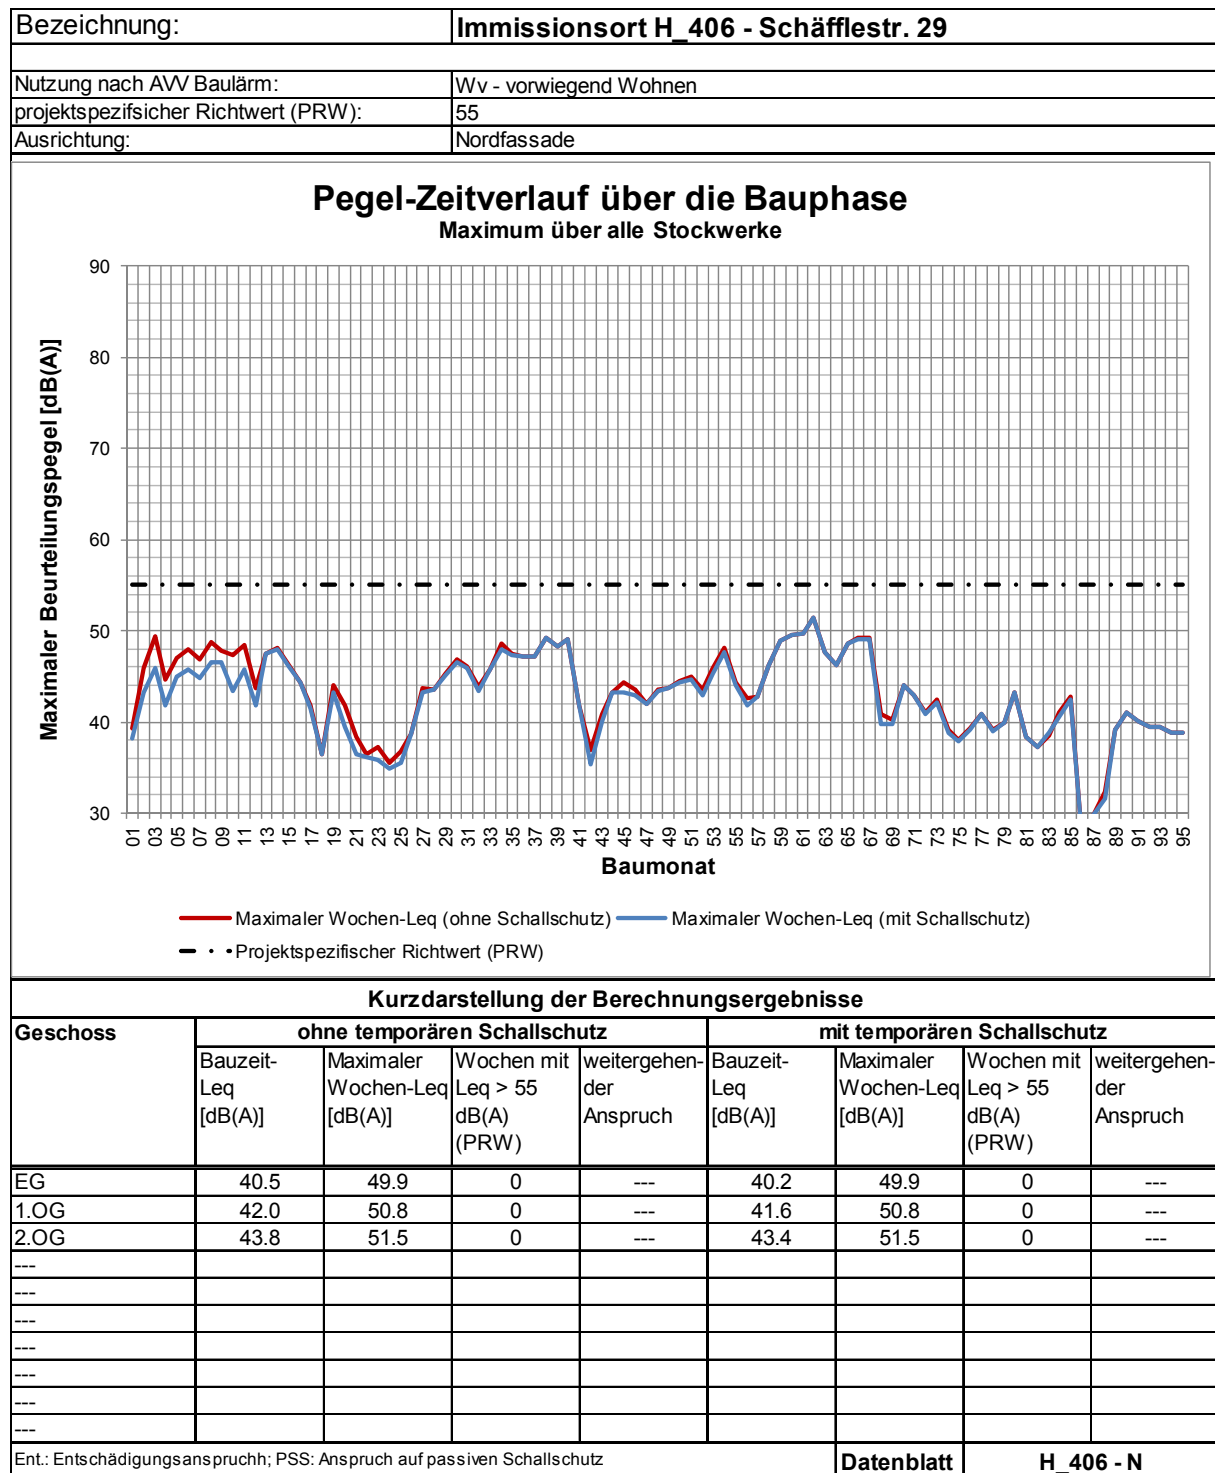 Bezeichnung: Immissionsort H_406 - Schäfflestr. 29
Nutzung nach AVV Baulärm: Wv - vorwiegend Wohnen
projektspezifsicher Richtwert (PRW): 55
Ausrichtung: Nordfassade
Pegel-Zeitverlauf über die Bauphase
Maximum über alle Stockwerke
Maximaler Beurteilungspegel [dB(A)]
90
80
70
60
50
40
30
01 03 05 07 09 11 13 15 17 19 21 23 25 27 29 31 33 35 37 39 41 43 45 47 49 51 53 55 57 59 61 63 65 67 69 71 73 75 77 79 81 83 85 87 89 91 93 95
Baumonat
Maximaler Wochen-Leq (ohne Schallschutz) Maximaler Wochen-Leq (mit Schallschutz)
Projektspezifischer Richtwert (PRW)
Kurzdarstellung der Berechnungsergebnisse
Geschoss ohne temporären Schallschutz mit temporären Schallschutz
Bauzeit- Maximaler Wochen mit weitergehen- Bauzeit- Maximaler Wochen mit weitergehen-
Leq Wochen-Leq Leq > 55 der Leq Wochen-Leq Leq > 55 der
[dB(A)] [dB(A)] dB(A) Anspruch [dB(A)] [dB(A)] dB(A) Anspruch
(PRW) (PRW)
EG 40.5 49.9 0 --- 40.2 49.9 0 ---
1.OG 42.0 50.8 0 --- 41.6 50.8 0 ---
2.OG 43.8 51.5 0 --- 43.4 51.5 0 ---
---
---
---
---
---
---
---
Ent.: Entschädigungsanspruchh; PSS: Anspruch auf passiven Schallschutz Datenblatt H_406 - N